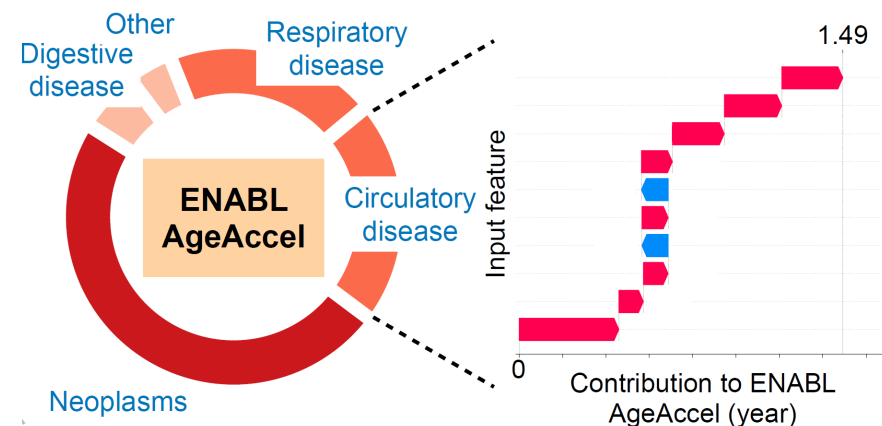 Other
Digestive
disease
Respiratory
disease
ENABL
AgeAccel
Circulatory
disease
Neoplasms
1.49
Input feature
0
Contribution to ENABL
AgeAccel (year)